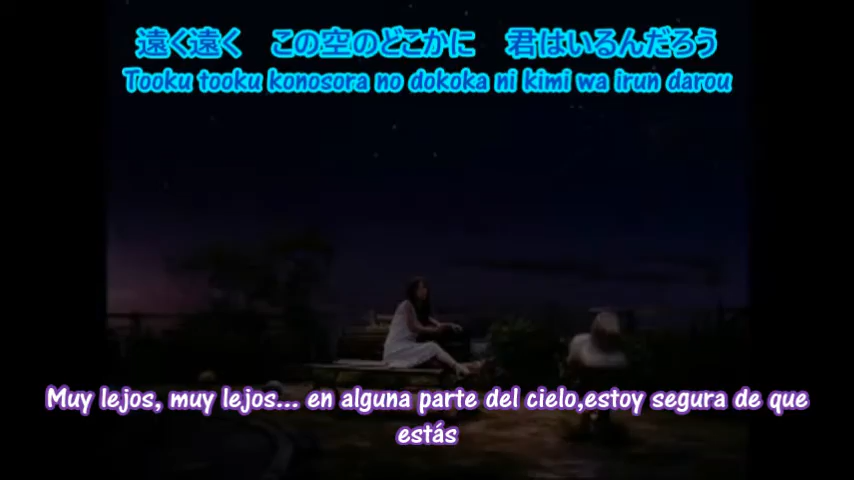 遠く遠く　この空のどこかに　君はいるんだろう
Tooku tooku konosora no dokoka ni kimi wa irun darou
Muy lejos, muy lejos... en alguna parte del cielo,estoy segura de que
estás